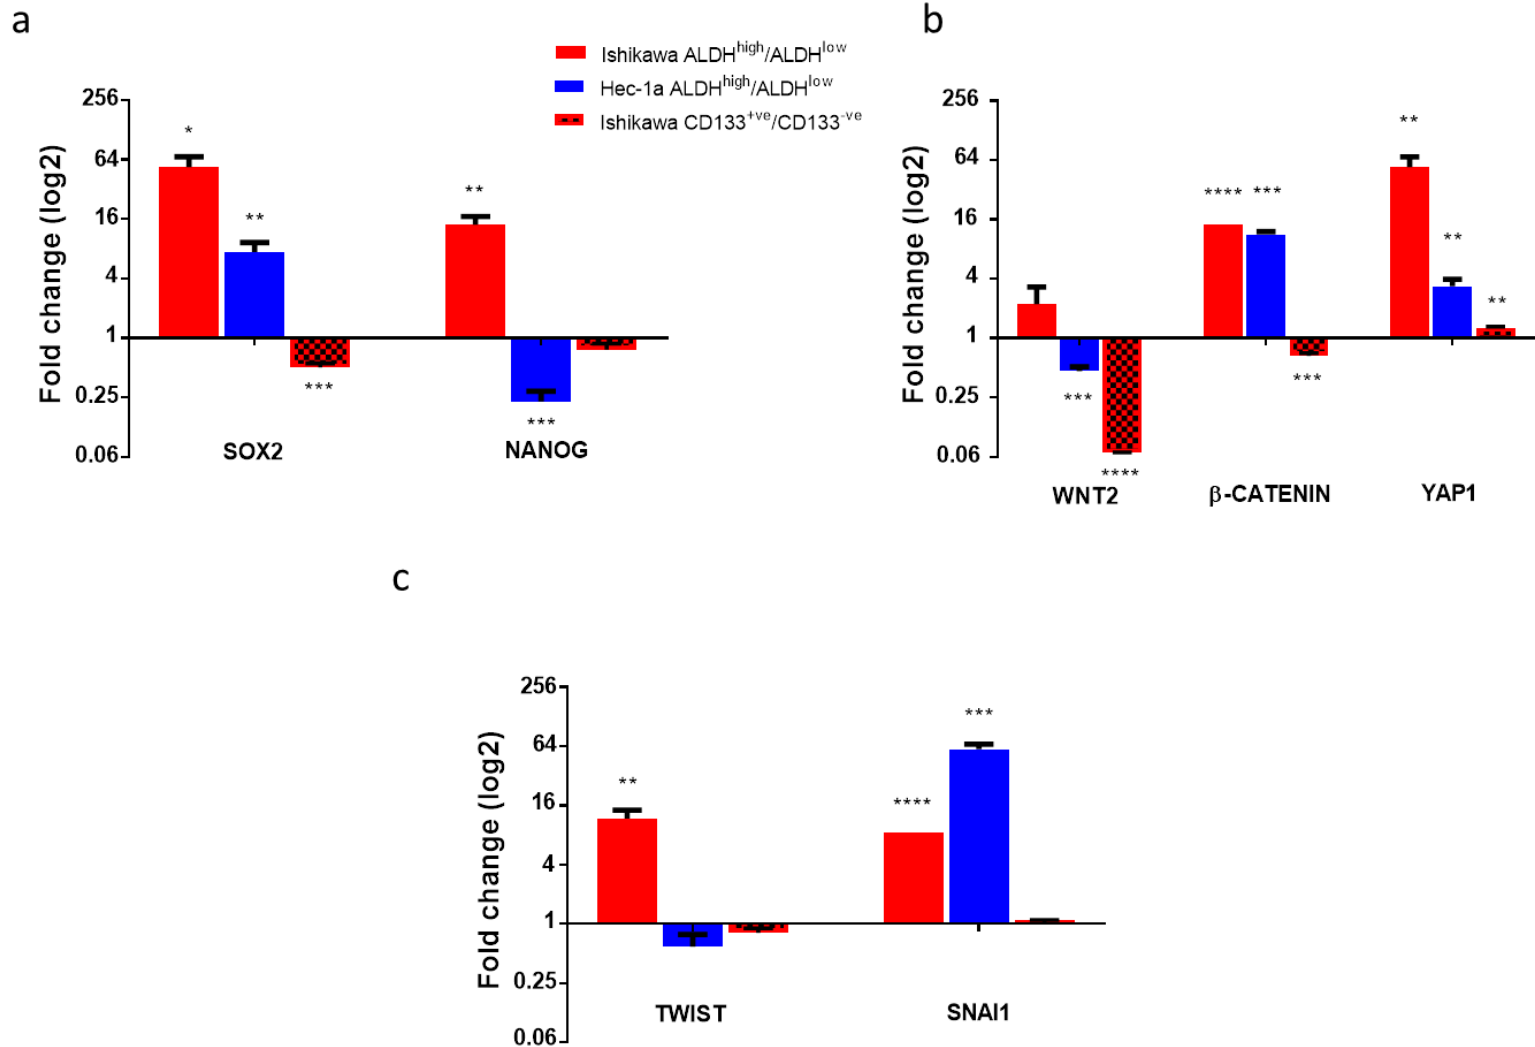 a
Ishikawa ALDHhigh/ALDHlow
Hec-1a ALDHhigh/ALDHlow
Ishikawa CD133+ve/CD133-ve
Fold change (log2)
256
64
16
4
1
0.25
0.06
*
**
***
**
***
SOX2
NANOG
b
Fold change (log2)
256
64
16
4
1
0.25
0.06
***
****
****
***
***
**
**
**
WNT2
β-CATENIN
YAP1
c
Fold change (log2)
256
64
16
4
1
0.25
0.06
**
****
***
TWIST
SNAI1